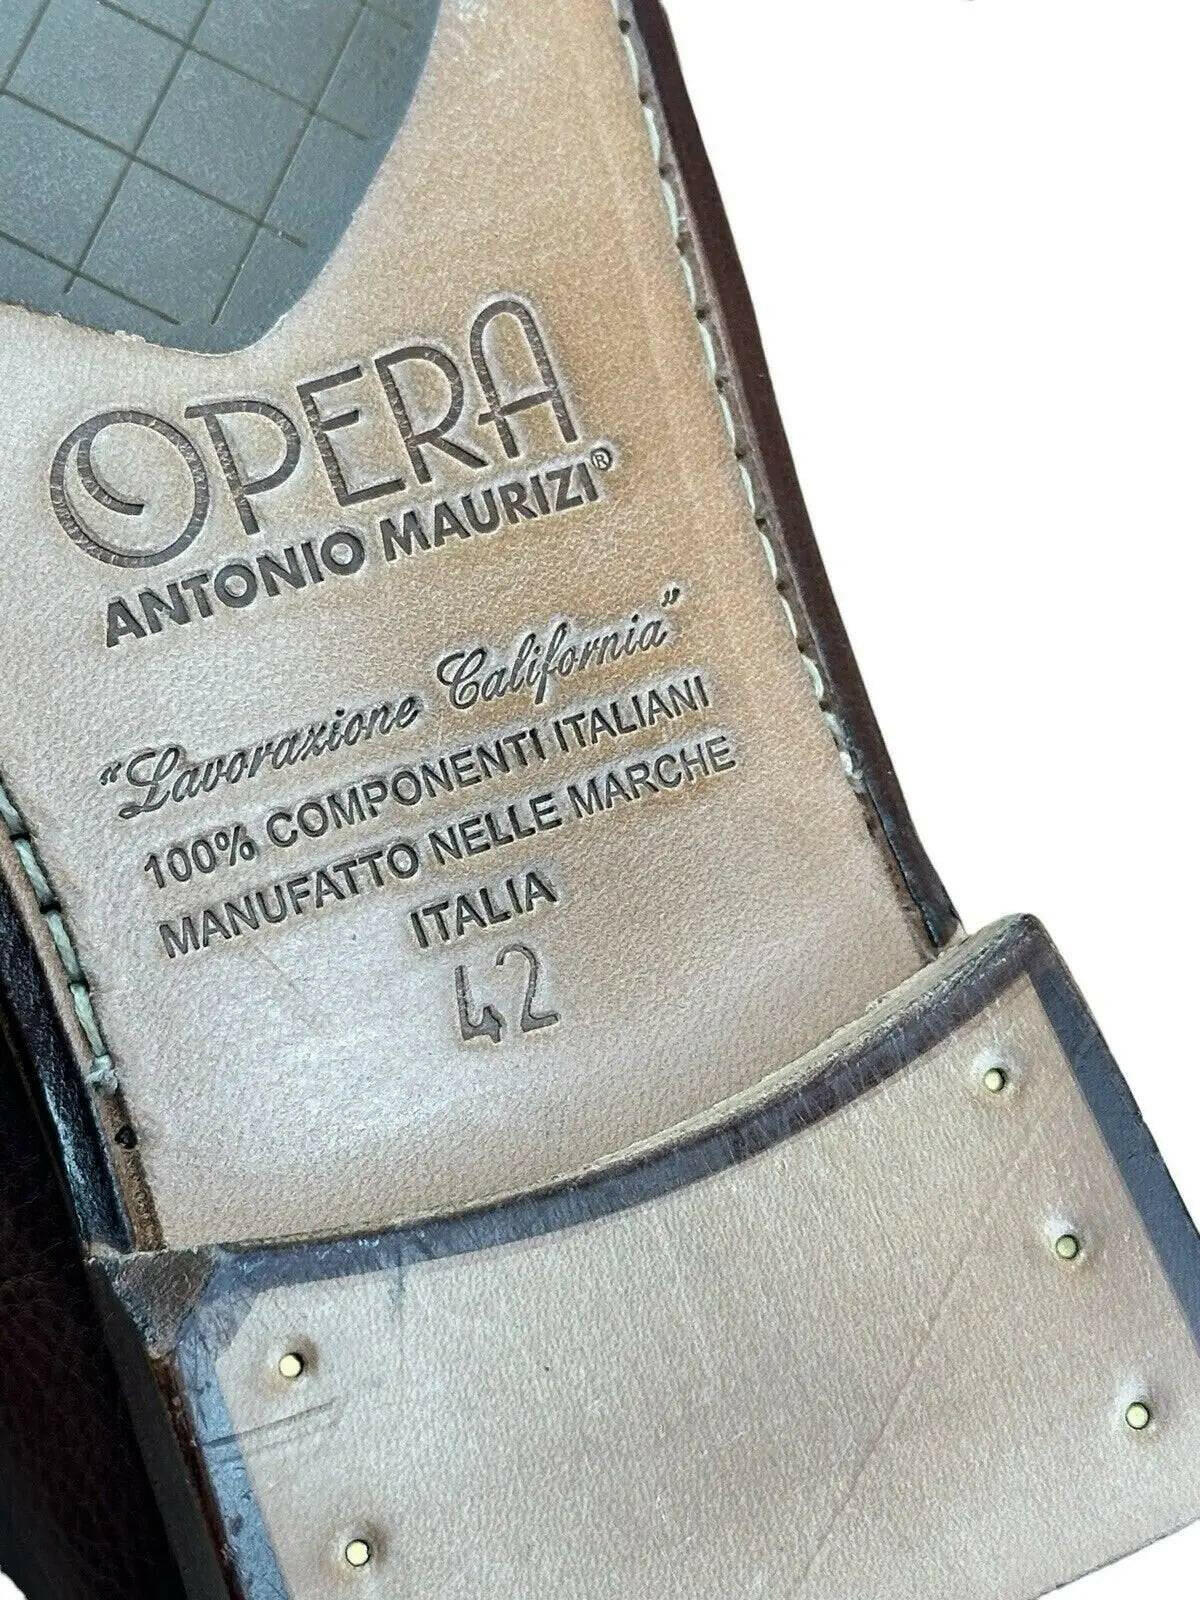 OPERA
ANTONIO MAURIZI®
"Lavorazione California"
100% COMPONENTI ITALIANI
MANUFATTO NELLE MARCHE
ITALIA
42